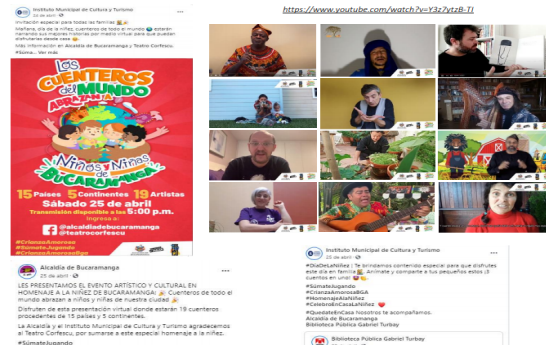 Instituto Municipal de Cultura y Turismo
25 de abril
Invitación especial para todas las familias
Mañana, día de la niñez, cuenteros de todo el mundo estarán
narrando sus mejores historias por medio virtual para que puedan
disfrutarlas desde casa
Más información en Alcaldía de Bucaramanga y Teatro Corfescu.
#Súma... Ver más
Los
CUENTEROS
del MUNDO
ABRAZAN A
Niños y Niñas
de
BUCARAMANGA
15 Países 5 Continentes 19 Artistas
Sábado 25 de abril
Transmisión disponible a las 5:00 p.m.
Ingresa a:
@alcaldiadebucaramanga
@teatrocorfescu
#CrianzaAmorosa
#SúmateJugando
#CrianzaAmorosaBga
Alcaldía de Bucaramanga
25 de abril
LES PRESENTAMOS EL EVENTO ARTÍSTICO Y CULTURAL EN
HOMENAJE A LA NIÑEZ DE BUCARAMANGA: Cuenteros de todo el
mundo abrazan a niños y niñas de nuestra ciudad
Disfruten de esta presentación virtual donde estarán 19 cuenteros
procedentes de 15 países y 5 continentes.
La Alcaldía y el Instituto Municipal de Cultura y Turismo agradecemos
al Teatro Corfescu, por sumarse a este especial homenaje a la niñez.
#SúmateJugando
https://www.youtube.com/watch?v=Y3z7ytzB-TI
Instituto Municipal de Cultura y Turismo
25 de abril
#DiaDeLaNiñez | Te brindamos contenido especial para que disfrutes
este día en familia. Anímate y comparte a tus pequeños estos (3
cuentos en uno)
#SúmateJugando
#CrianzaAmorosaBGA
#HomenajeAlaNiñez
#CelebroEnCasaLaNiñez
#QuedateEnCasa Nosotros te acompañamos.
Alcaldía de Bucaramanga
Biblioteca Pública Gabriel Turbay
Biblioteca Pública Gabriel Turbay